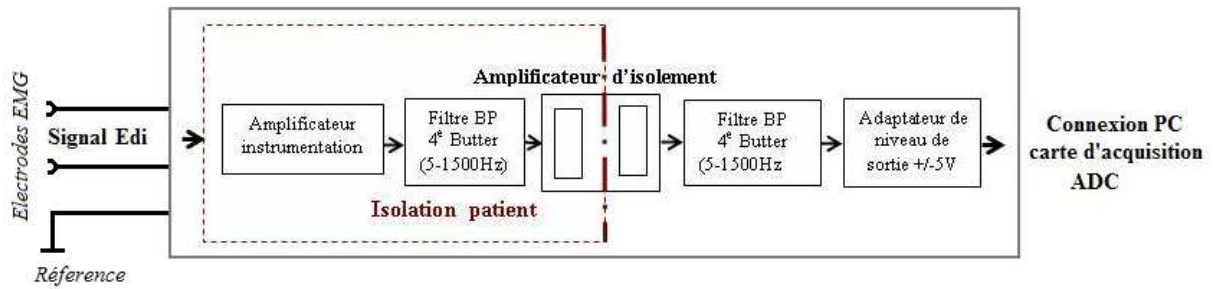 Electrodes EMG
Signal Edi
Réference
Amplificateur d'isolement
Amplificateur
instrumentation
Filtre BP
4e Butter
(5-1500Hz)
Filtre BP
4e Butter
(5-1500Hz
Adaptateur de
niveau de
sortie +/-5V
Isolation patient
Connexion PC
carte d'acquisition
ADC